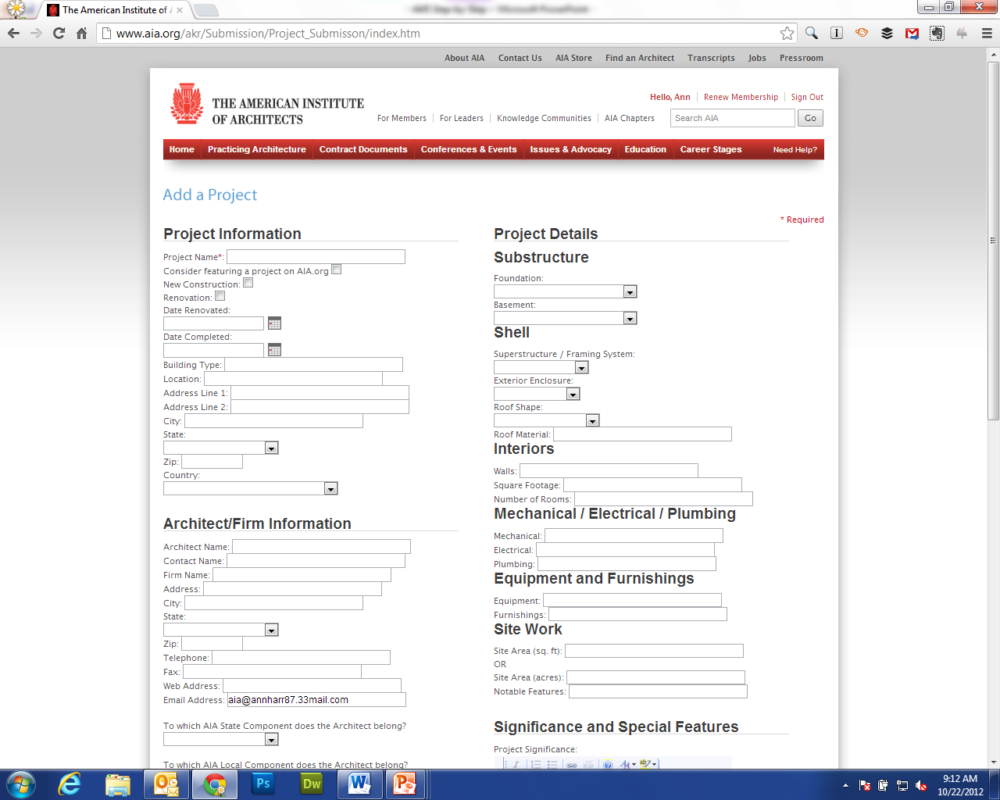 The American Institute of A
AKR Step by Step - Microsoft PowerPoint
www.aia.org/akr/Submission/Project_Submisson/index.htm
About AIA Contact Us AIA Store Find an Architect Transcripts Jobs Pressroom
THE AMERICAN INSTITUTE
OF ARCHITECTS
Hello, Ann Renew Membership Sign Out
For Members For Leaders Knowledge Communities AIA Chapters Search AIA Go
Home Practicing Architecture Contract Documents Conferences & Events Issues & Advocacy Education Career Stages Need Help?
Add a Project
* Required
Project Information
Project Name*:
Consider featuring a project on AIA.org
New Construction:
Renovation:
Date Renovated:
Date Completed:
Building Type:
Location:
Address Line 1:
Address Line 2:
City:
State:
Zip:
Country:
Architect/Firm Information
Architect Name:
Contact Name:
Firm Name:
Address:
City:
State:
Zip:
Telephone:
Fax:
Web Address:
Email Address: aia@annharr87.33mail.com
To which AIA State Component does the Architect belong?
To which AIA Local Component does the Architect belong?
Project Details
Substructure
Foundation:
Basement:
Shell
Superstructure / Framing System:
Exterior Enclosure:
Roof Shape:
Roof Material:
Interiors
Walls:
Square Footage:
Number of Rooms:
Mechanical / Electrical / Plumbing
Mechanical:
Electrical:
Plumbing:
Equipment and Furnishings
Equipment:
Furnishings:
Site Work
Site Area (sq. ft):
OR
Site Area (acres):
Notable Features:
Significance and Special Features
Project Significance:
Ps Dw
9:12 AM
10/22/2012